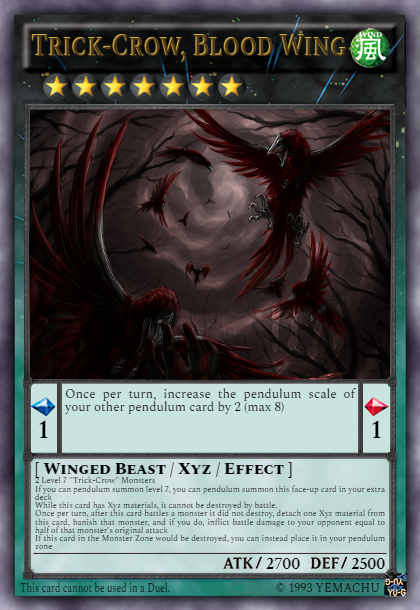 Trick-Crow, Blood Wing
WIND
風
Once per turn, increase the pendulum scale of
your other pendulum card by 2 (max 8)
1
1
[ Winged Beast / Xyz / Effect ]
2 Level 7 "Trick-Crow" Monsters
If you can pendulum summon level 7, you can pendulum summon this face-up card in your extra
deck
While this card has Xyz materials, it cannot be destroyed by battle.
Once per turn, after this card battles a monster it did not destroy, detach one Xyz material from
this card, banish that monster, and if you do, inflict battle damage to your opponent equal to
half of that monster's original attack
If this card in the Monster Zone would be destroyed, you can instead place it in your pendulum
zone
ATK / 2700 DEF / 2500
This card cannot be used in a Duel.
© 1993 YEMACHU